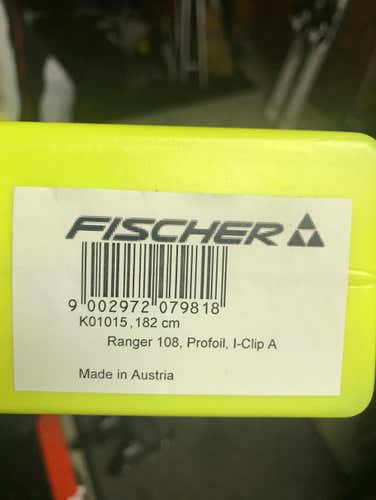 FISCHER
9 002972 079818
K01015, 182 cm
Ranger 108, Profoil, I-Clip A
Made in Austria